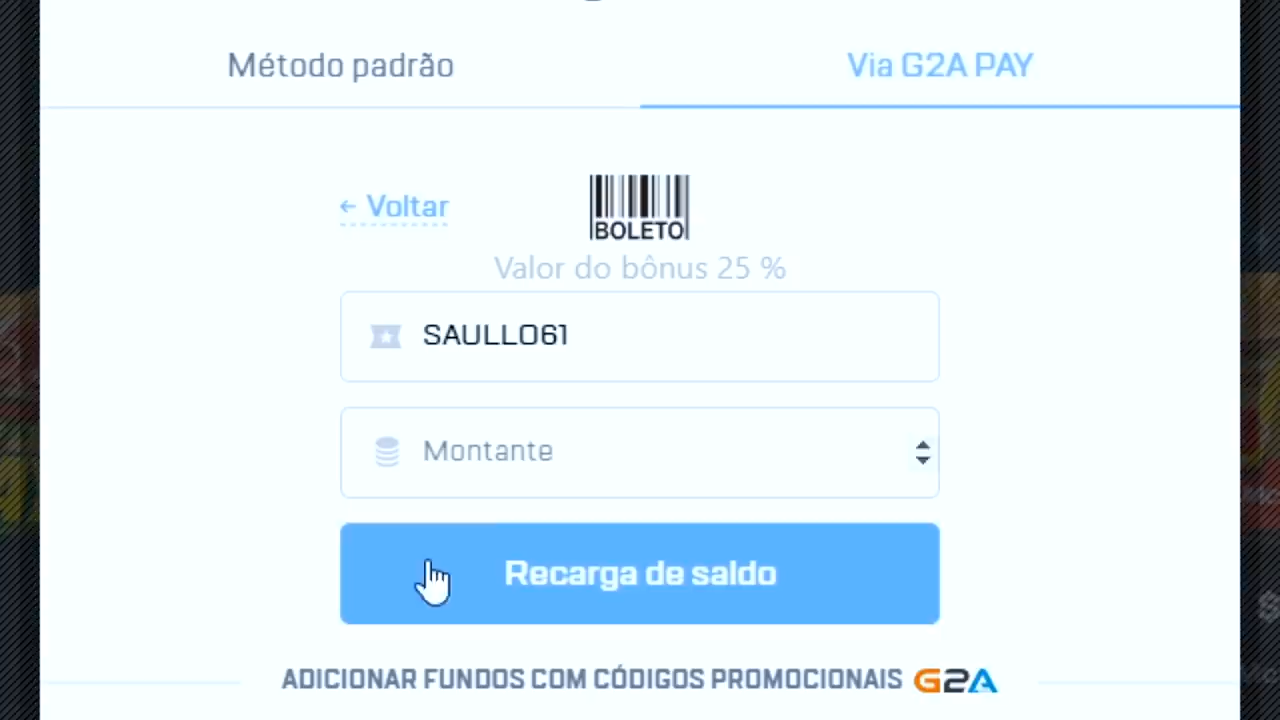 Método padrão
Via G2A PAY
← Voltar
BOLETO
Valor do bônus 25 %
SAULLO61
Montante
Recarga de saldo
ADICIONAR FUNDOS COM CÓDIGOS PROMOCIONAIS G2A